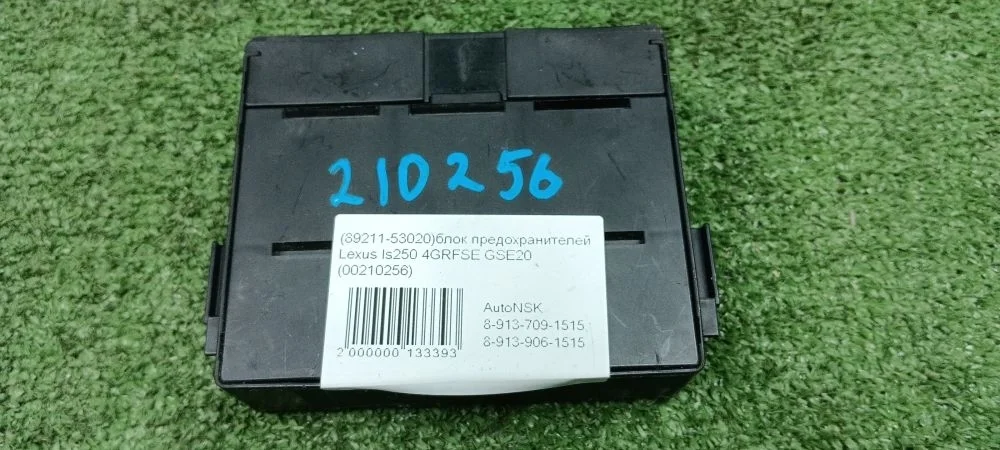 210256
(89211-53020)блок предохранителей
Lexus Is250 4GRFSE GSE20
(00210256)
AutoNSK
8-913-709-1515
8-913-906-1515
2 000000 133393